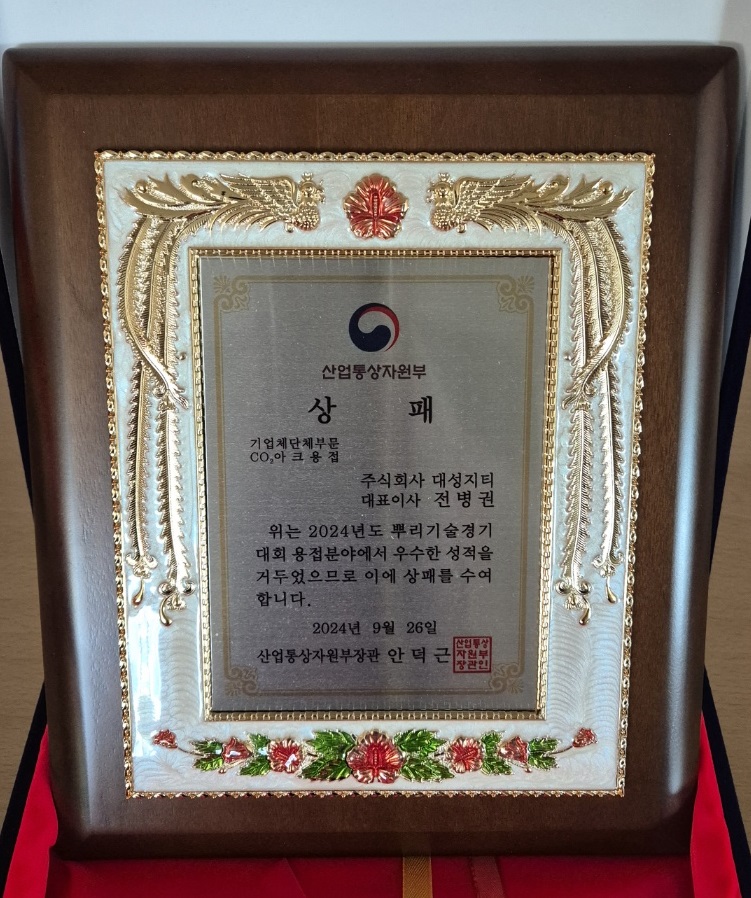 산업통상자원부
상 패
기업체단체부문
CO₂아크용접
주식회사 대성지티
대표이사 전병권
위는 2024년도 뿌리기술경기
대회 용접분야에서 우수한 성적을
거두었으므로 이에 상패를 수여
합니다.
2024년 9월 26일
산업통상자원부장관 안덕근
산업통상
자원부
장관인